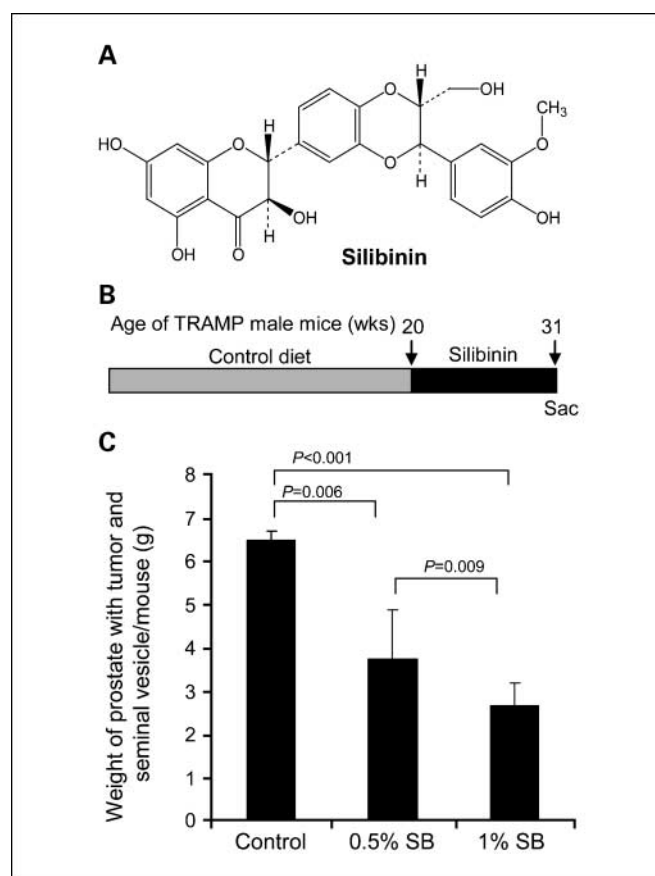 A
HO
O
H
OH
O
H
OH
O
O
H
H
OH
CH3
O
OH
Silibinin
B
Age of TRAMP male mice (wks) 20 31
Control diet Silibinin
Sac
C
Weight of prostate with tumor and
seminal vesicle/mouse (g)
8
7
6
5
4
3
2
1
0
P<0.001
P=0.006
P=0.009
Control 0.5% SB 1% SB